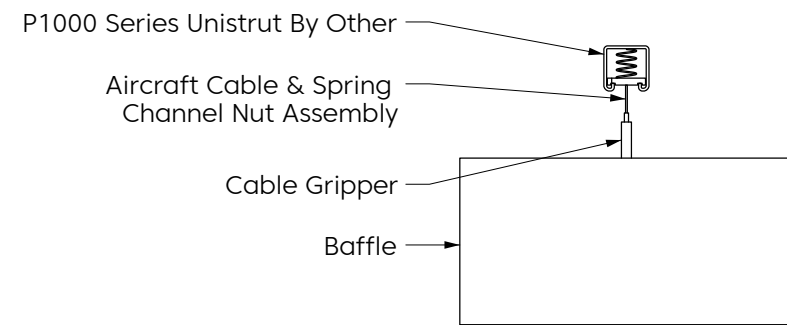 P1000 Series Unistrut By Other
Aircraft Cable & Spring
Channel Nut Assembly
Cable Gripper
Baffle